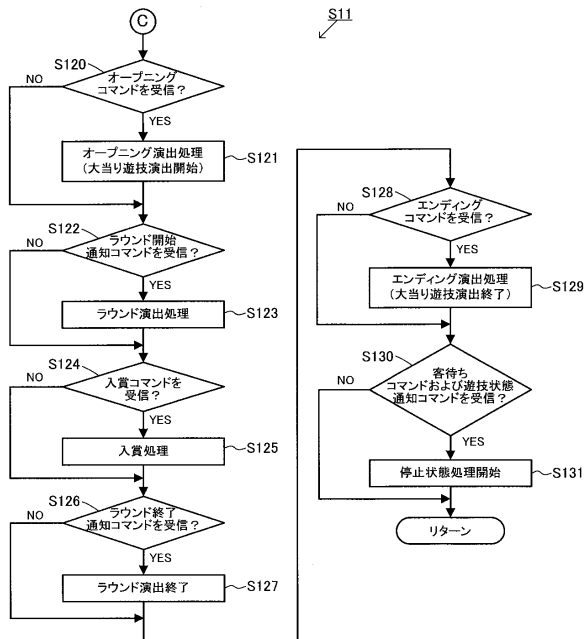 C
S11
S120
オープニング
コマンドを受信？
NO
YES
オープニング演出処理
(大当り遊技演出開始)
S121
S122
ラウンド開始
通知コマンドを受信？
NO
YES
ラウンド演出処理
S123
S124
入賞コマンドを
受信？
NO
YES
入賞処理
S125
S126
ラウンド終了
通知コマンドを受信？
NO
YES
ラウンド演出終了
S127
S128
エンディング
コマンドを受信？
NO
YES
エンディング演出処理
(大当り遊技演出終了)
S129
S130
客待ち
コマンドおよび遊技状態
通知コマンドを受信？
NO
YES
停止状態処理開始
S131
リターン